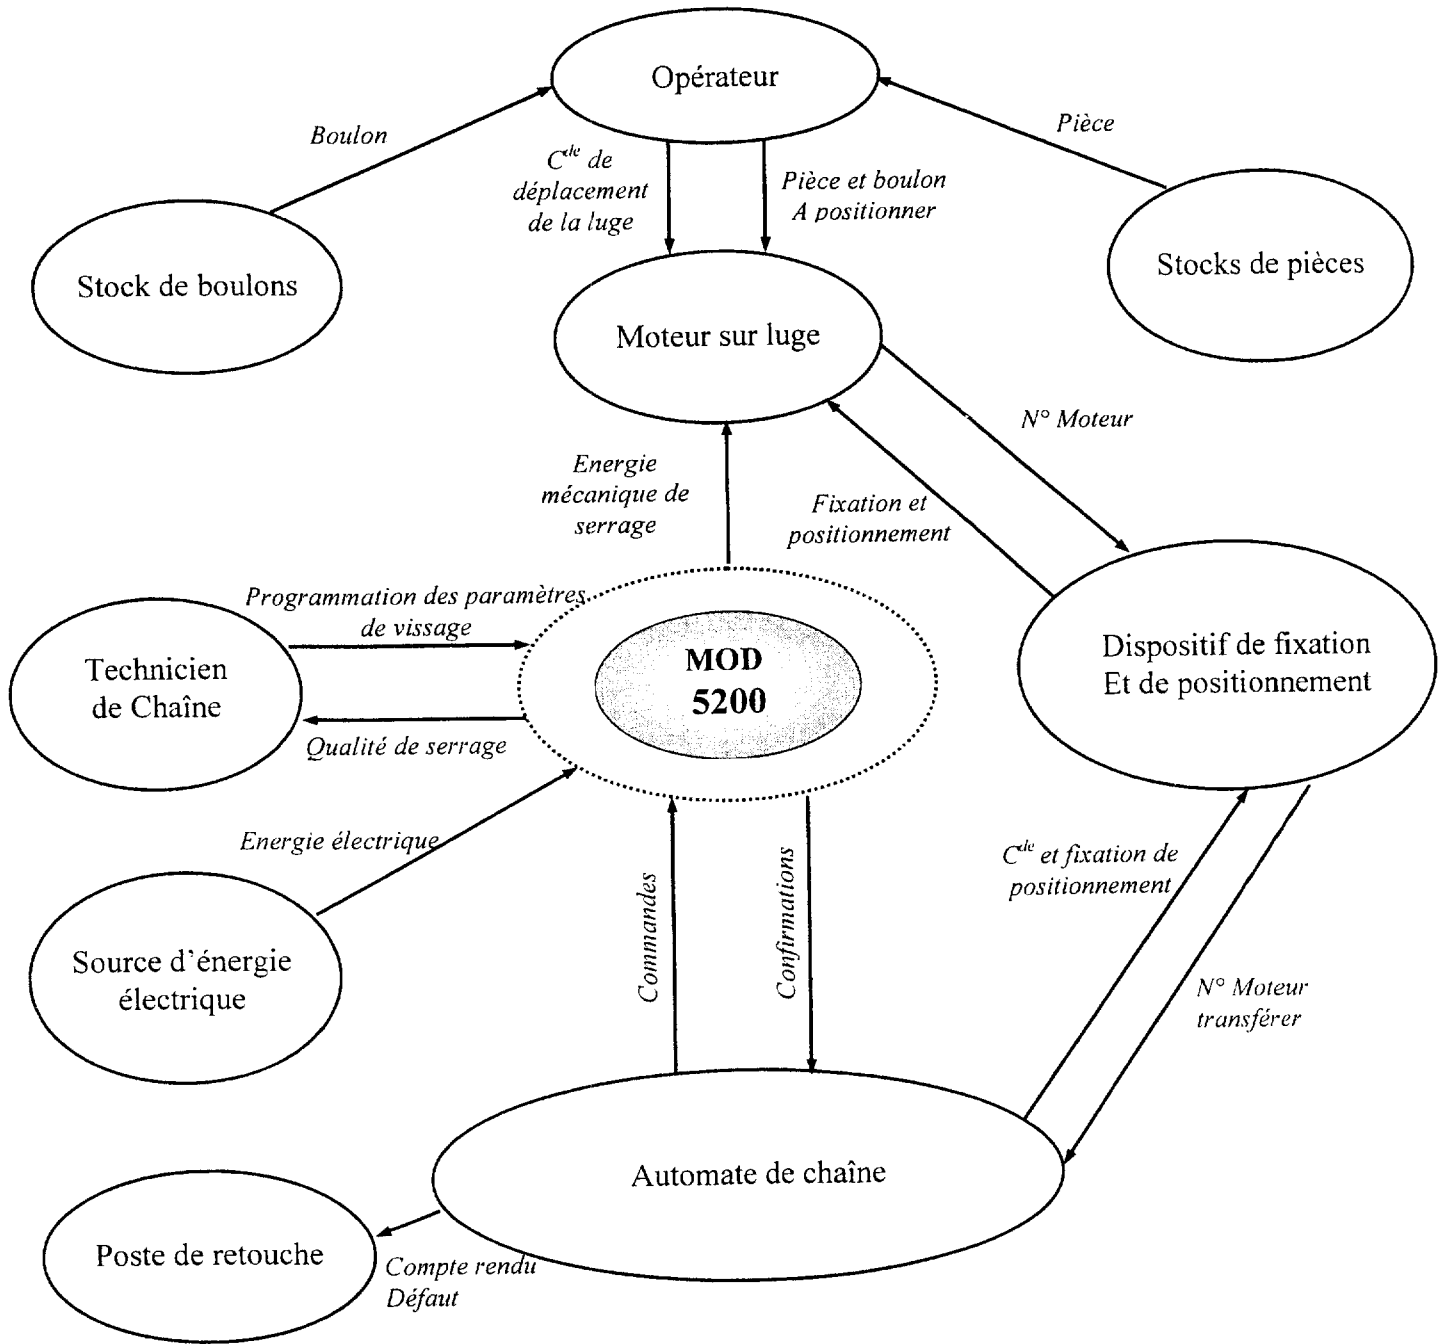 Opérateur
Boulon
Pièce
Cde de
déplacement
de la luge
Pièce et boulon
A positionner
Stock de boulons
Stocks de pièces
Moteur sur luge
N° Moteur
Energie
mécanique de
serrage
Fixation et
positionnement
Programmation des paramètres
de vissage
Technicien
de Chaîne
MOD
5200
Dispositif de fixation
Et de positionnement
Qualité de serrage
Energie électrique
Cde et fixation de
positionnement
Commandes
Confirmations
Source d'énergie
électrique
N° Moteur
transférer
Automate de chaîne
Poste de retouche
Compte rendu
Défaut